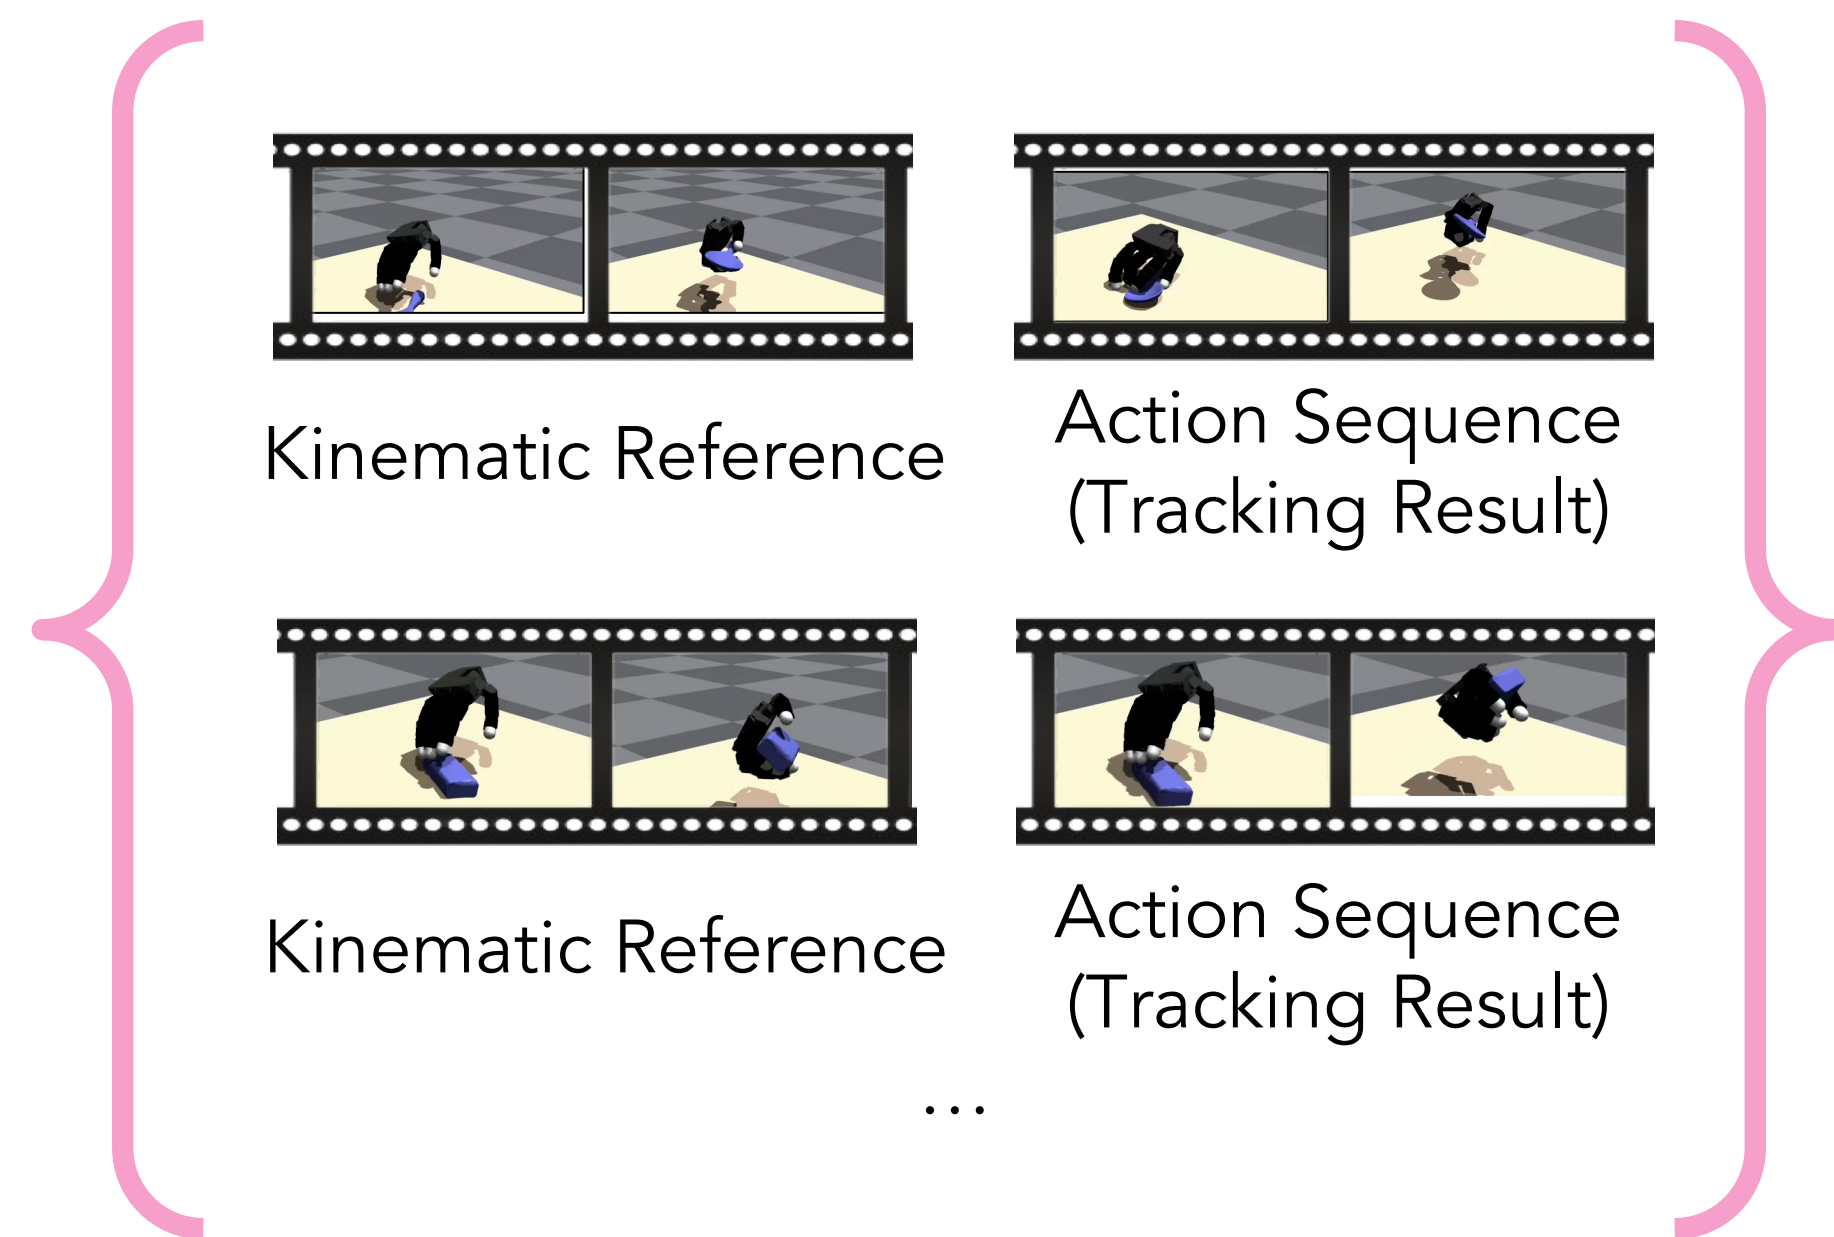 Kinematic Reference
Action Sequence
(Tracking Result)
Kinematic Reference
Action Sequence
(Tracking Result)
...